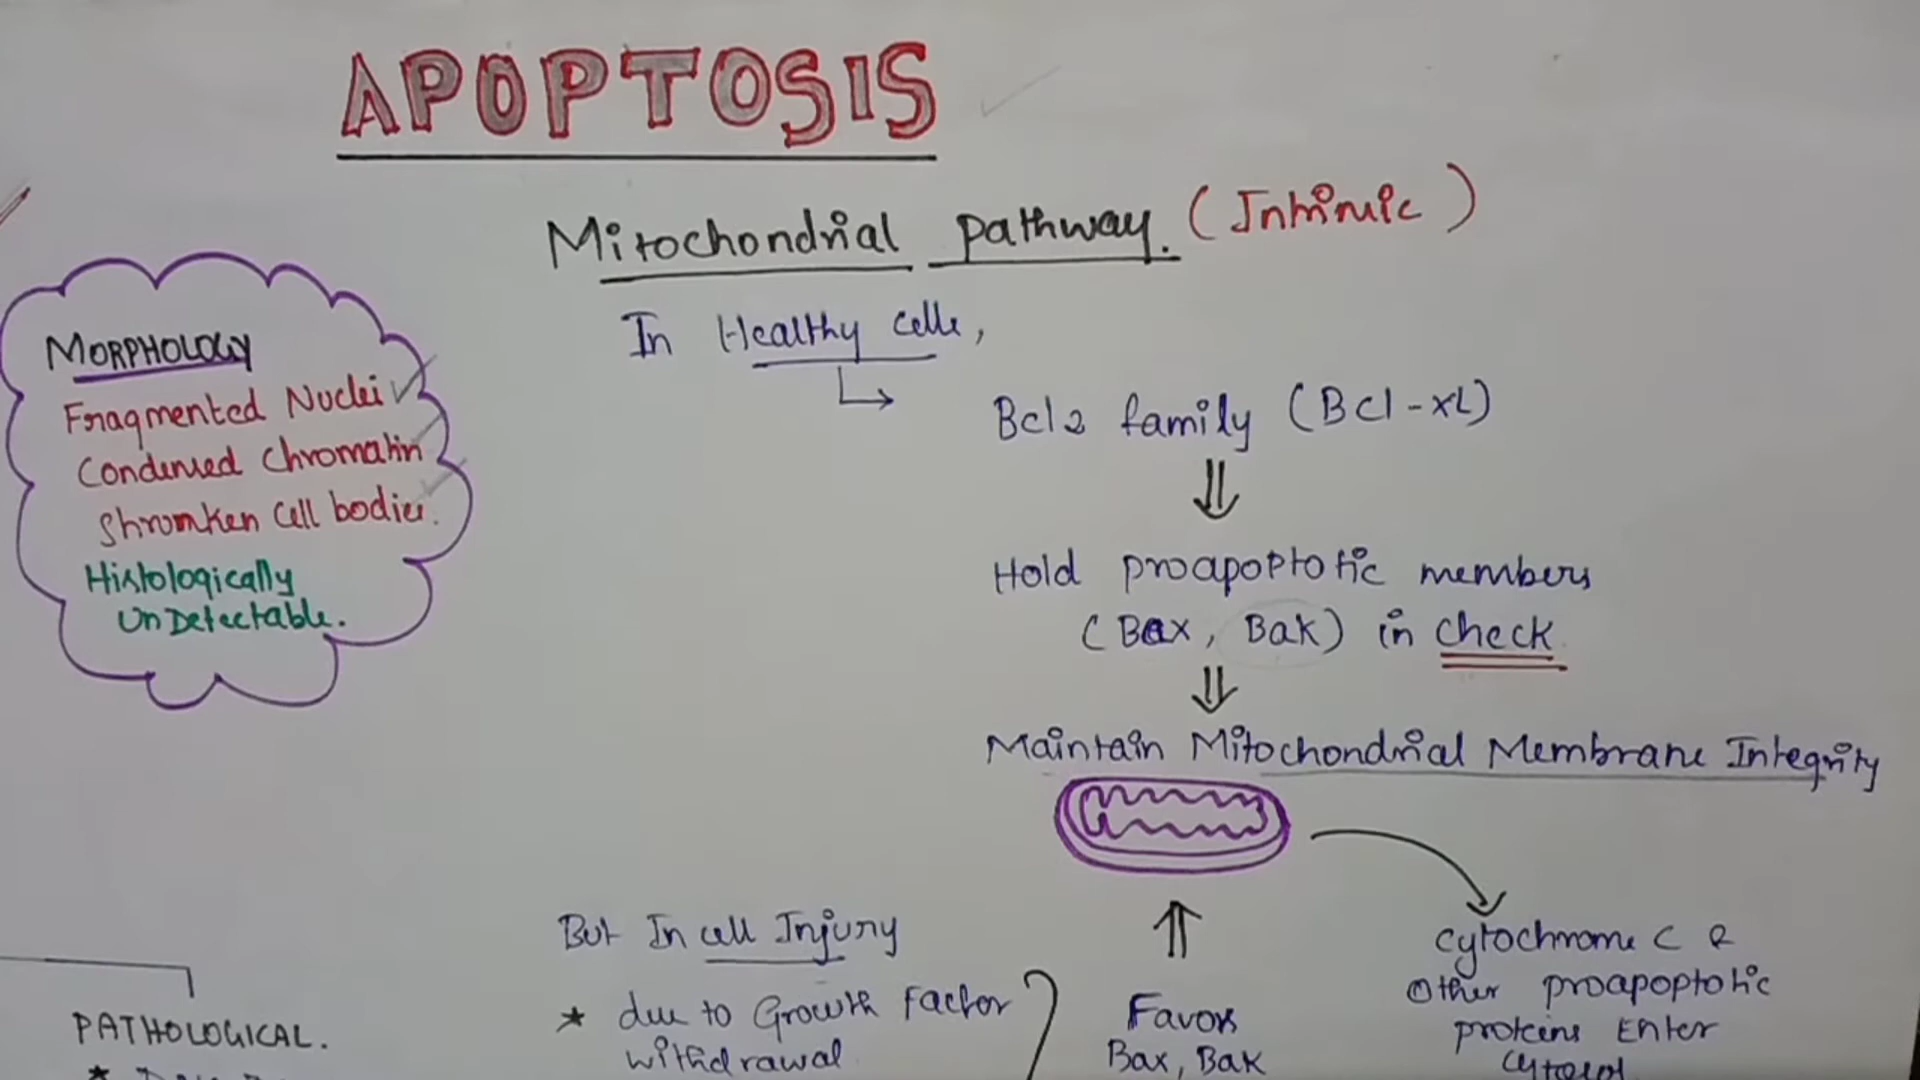 APOPTOSIS
Mitochondrial pathway. (Intrinsic)
In Healthy cells,
Bcl2 family (Bcl-xL)
Hold proapoptotic members
(Bax, Bak) in check
Maintain Mitochondrial Membrane Integrity
MORPHOLOGY
Fragmented Nuclei
Condensed Chromatin
Shrunken Cell bodies.
Histologically
UnDetectable.
But In cell Injury
* due to Growth Factor
withdrawal
Favors
Bax, Bak
Cytochrome C &
Other proapoptotic
proteins Enter
Cytosol
PATHOLOGICAL.
*